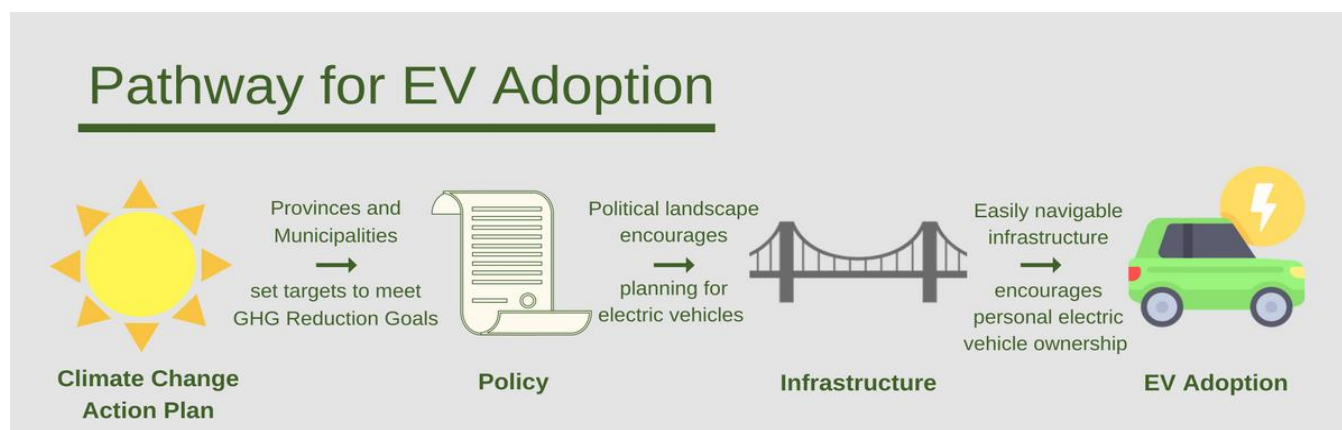 Pathway for EV Adoption
Provinces and
Municipalities
set targets to meet
GHG Reduction Goals
Political landscape
encourages
planning for
electric vehicles
Easily navigable
infrastructure
encourages
personal electric
vehicle ownership
Climate Change
Action Plan
Policy
Infrastructure
EV Adoption